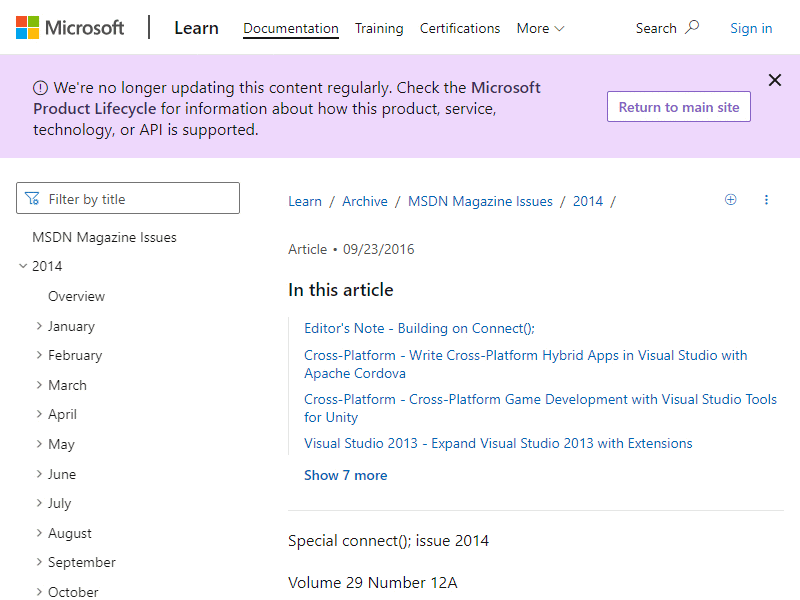 Microsoft
Learn
Documentation
Training
Certifications
More
Search
Sign in
We're no longer updating this content regularly. Check the Microsoft
Product Lifecycle for information about how this product, service,
technology, or API is supported.
Return to main site
Filter by title
MSDN Magazine Issues
2014
Overview
January
February
March
April
May
June
July
August
September
October
Learn / Archive / MSDN Magazine Issues / 2014 /
Article • 09/23/2016
In this article
Editor's Note - Building on Connect();
Cross-Platform - Write Cross-Platform Hybrid Apps in Visual Studio with
Apache Cordova
Cross-Platform - Cross-Platform Game Development with Visual Studio Tools
for Unity
Visual Studio 2013 - Expand Visual Studio 2013 with Extensions
Show 7 more
Special connect(); issue 2014
Volume 29 Number 12A